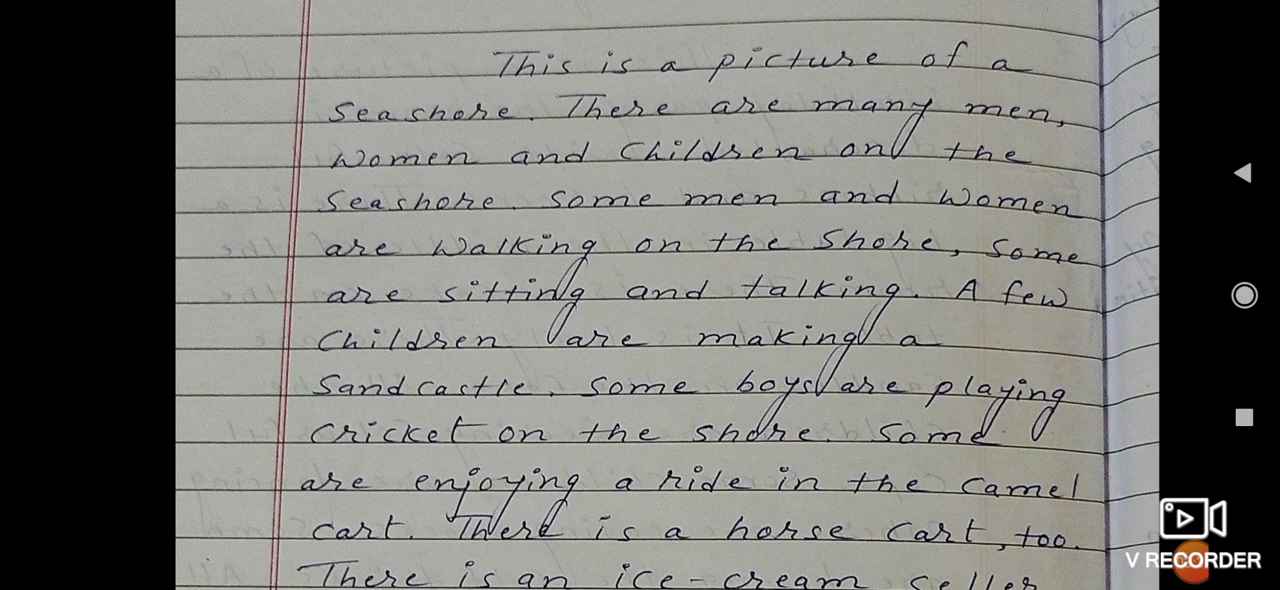 This is a picture of a
Seashore. There are many men,
Women and Children on the
Seashore. Some men and Women
are Walking on the Shore, Some
are sitting and talking. A few
Children are making a
Sandcastle. Some boys are playing
Cricket on the shore. Some
are enjoying a ride in the Camel
Cart. There is a horse Cart, too.
There is an ice-cream seller
V RECORDER